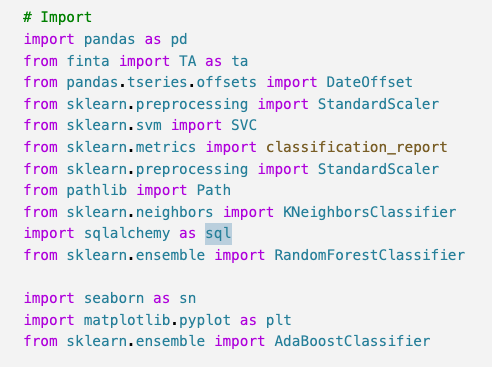 # Import
import pandas as pd
from finta import TA as ta
from pandas.tseries.offsets import DateOffset
from sklearn.preprocessing import StandardScaler
from sklearn.svm import SVC
from sklearn.metrics import classification_report
from sklearn.preprocessing import StandardScaler
from pathlib import Path
from sklearn.neighbors import KNeighborsClassifier
import sqlalchemy as sql
from sklearn.ensemble import RandomForestClassifier
import seaborn as sn
import matplotlib.pyplot as plt
from sklearn.ensemble import AdaBoostClassifier